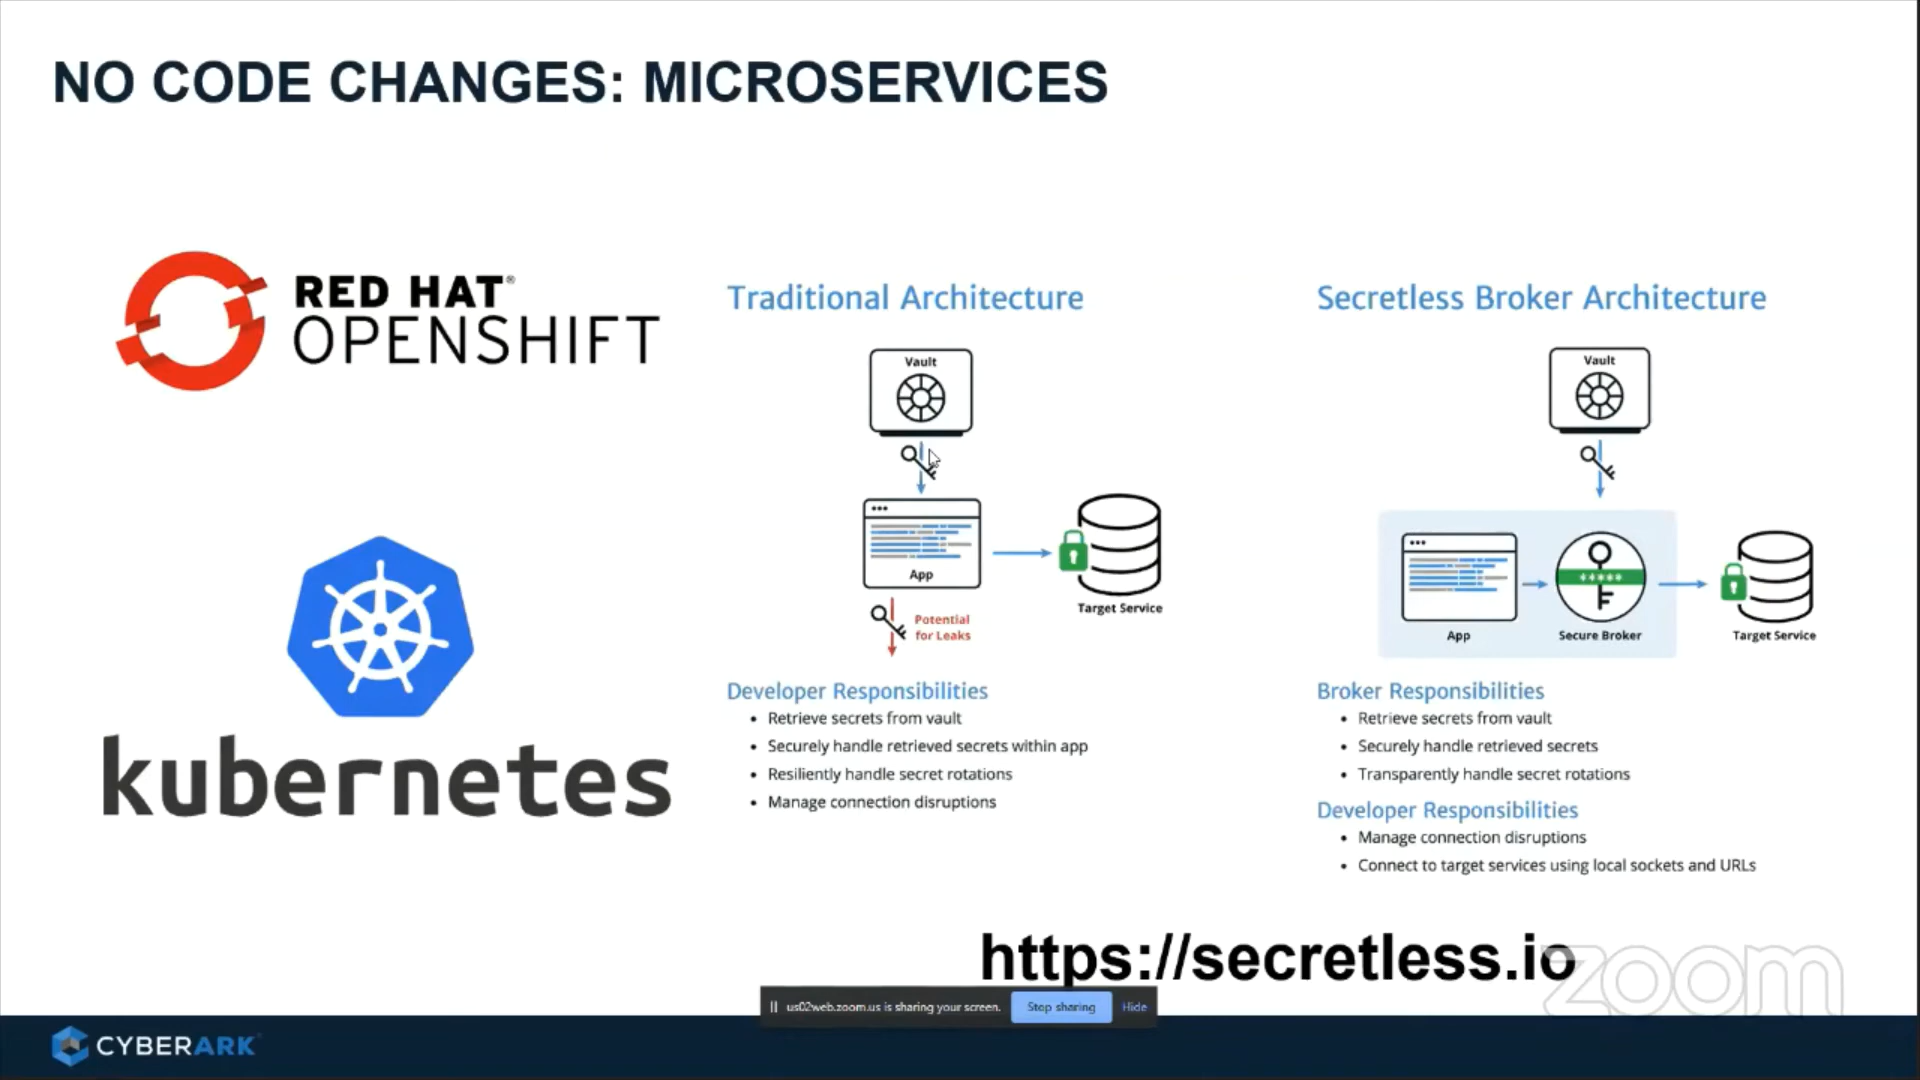 NO CODE CHANGES: MICROSERVICES
RED HAT®
OPENSHIFT
kubernetes
Traditional Architecture
Vault
App
Target Service
Potential
for Leaks
Developer Responsibilities
• Retrieve secrets from vault
• Securely handle retrieved secrets within app
• Resiliently handle secret rotations
• Manage connection disruptions
Secretless Broker Architecture
Vault
*****
App
Secure Broker
Target Service
Broker Responsibilities
• Retrieve secrets from vault
• Securely handle retrieved secrets
• Transparently handle secret rotations
Developer Responsibilities
• Manage connection disruptions
• Connect to target services using local sockets and URLs
https://secretless.io
zoom
us02web.zoom.us is sharing your screen.
Stop sharing
Hide
CYBERARK